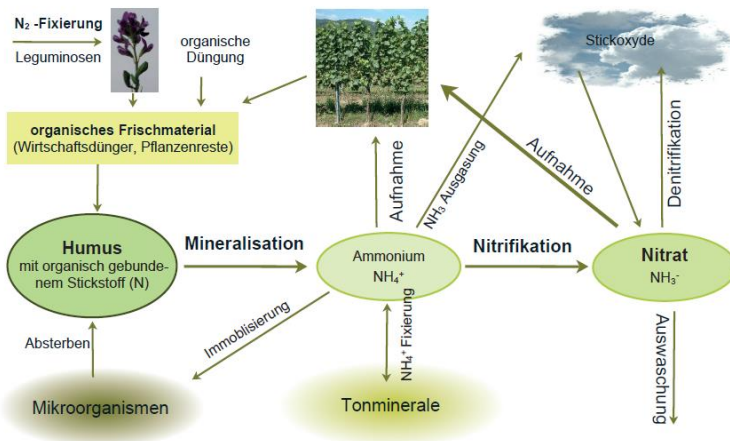 N₂ -Fixierung
Leguminosen
organische
Düngung
Stickoxyde
organisches Frischmaterial
(Wirtschaftsdünger, Pflanzenreste)
Aufnahme
NH₃ Ausgasung
Aufnahme
Denitrifikation
Humus
mit organisch gebunde-
nem Stickstoff (N)
Mineralisation
Ammonium
NH₄⁺
Nitrifikation
Nitrat
NH₃⁻
Absterben
Immoblisierung
NH₄⁺ Fixierung
Auswaschung
Mikroorganismen
Tonminerale